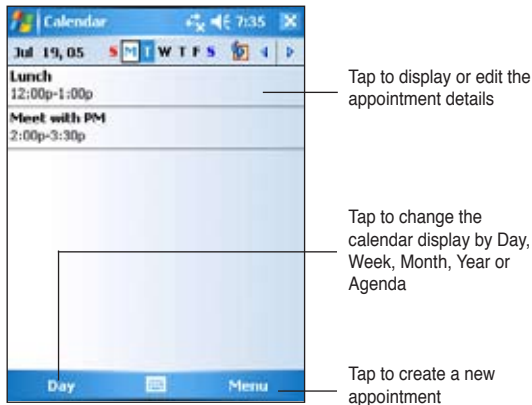 Calendar 7:35
Jul 19, 05 S M T W T F S
Lunch
12:00p-1:00p
Meet with PM
2:00p-3:30p
Day Menu
Tap to display or edit the
appointment details
Tap to change the
calendar display by Day,
Week, Month, Year or
Agenda
Tap to create a new
appointment